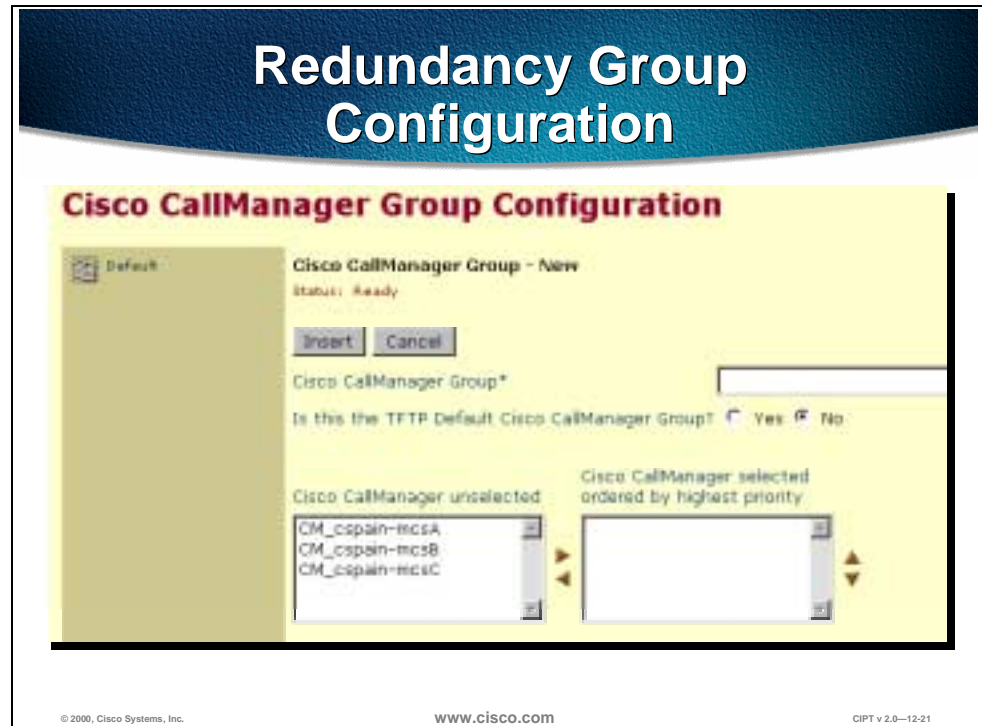 Redundancy Group
Configuration
Cisco CallManager Group Configuration
Default
Cisco CallManager Group - New
Status: Ready
Insert Cancel
Cisco CallManager Group*
Is this the TFTP Default Cisco CallManager Group? Yes No
Cisco CallManager unselected
Cisco CallManager selected
ordered by highest priority
CM_cspain-mcsA
CM_cspain-mcsB
CM_cspain-mcsC
© 2000, Cisco Systems, Inc.
www.cisco.com
CIPT v 2.0—12-21